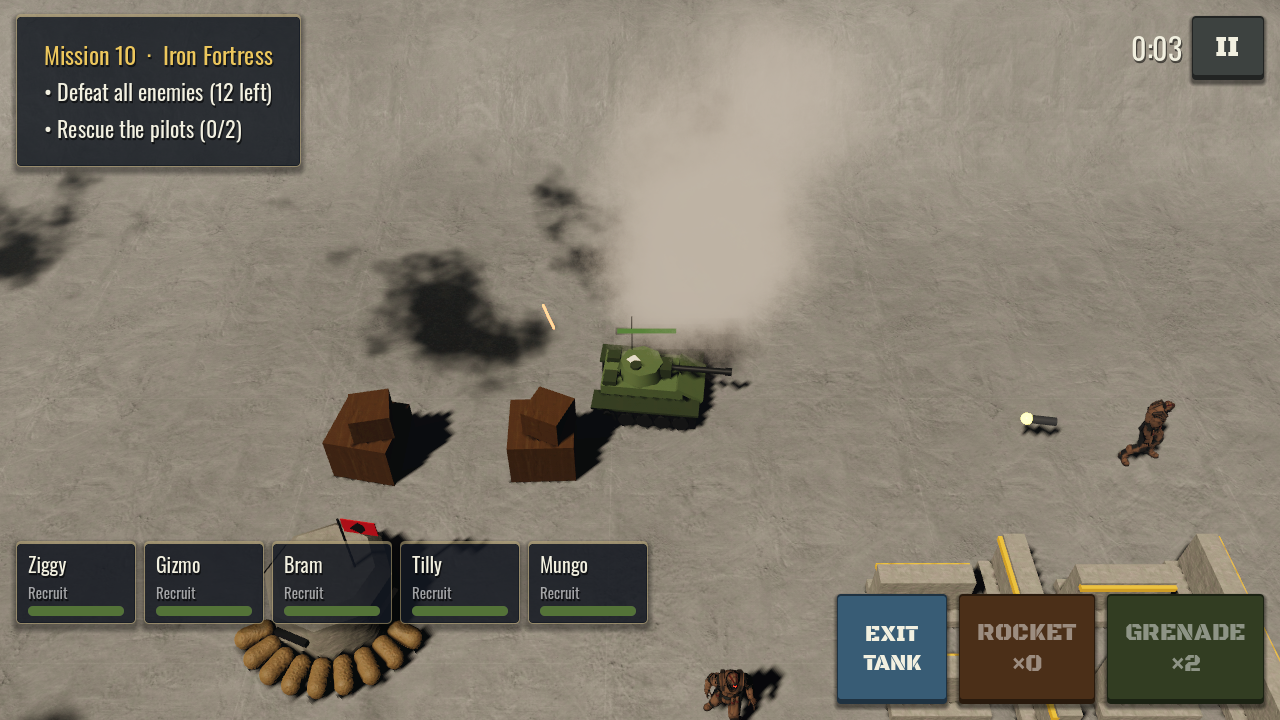 Mission 10 · Iron Fortress
• Defeat all enemies (12 left)
• Rescue the pilots (0/2)
0:03
Ziggy
Recruit
Gizmo
Recruit
Bram
Recruit
Tilly
Recruit
Mungo
Recruit
EXIT
TANK
ROCKET
×0
GRENADE
×2